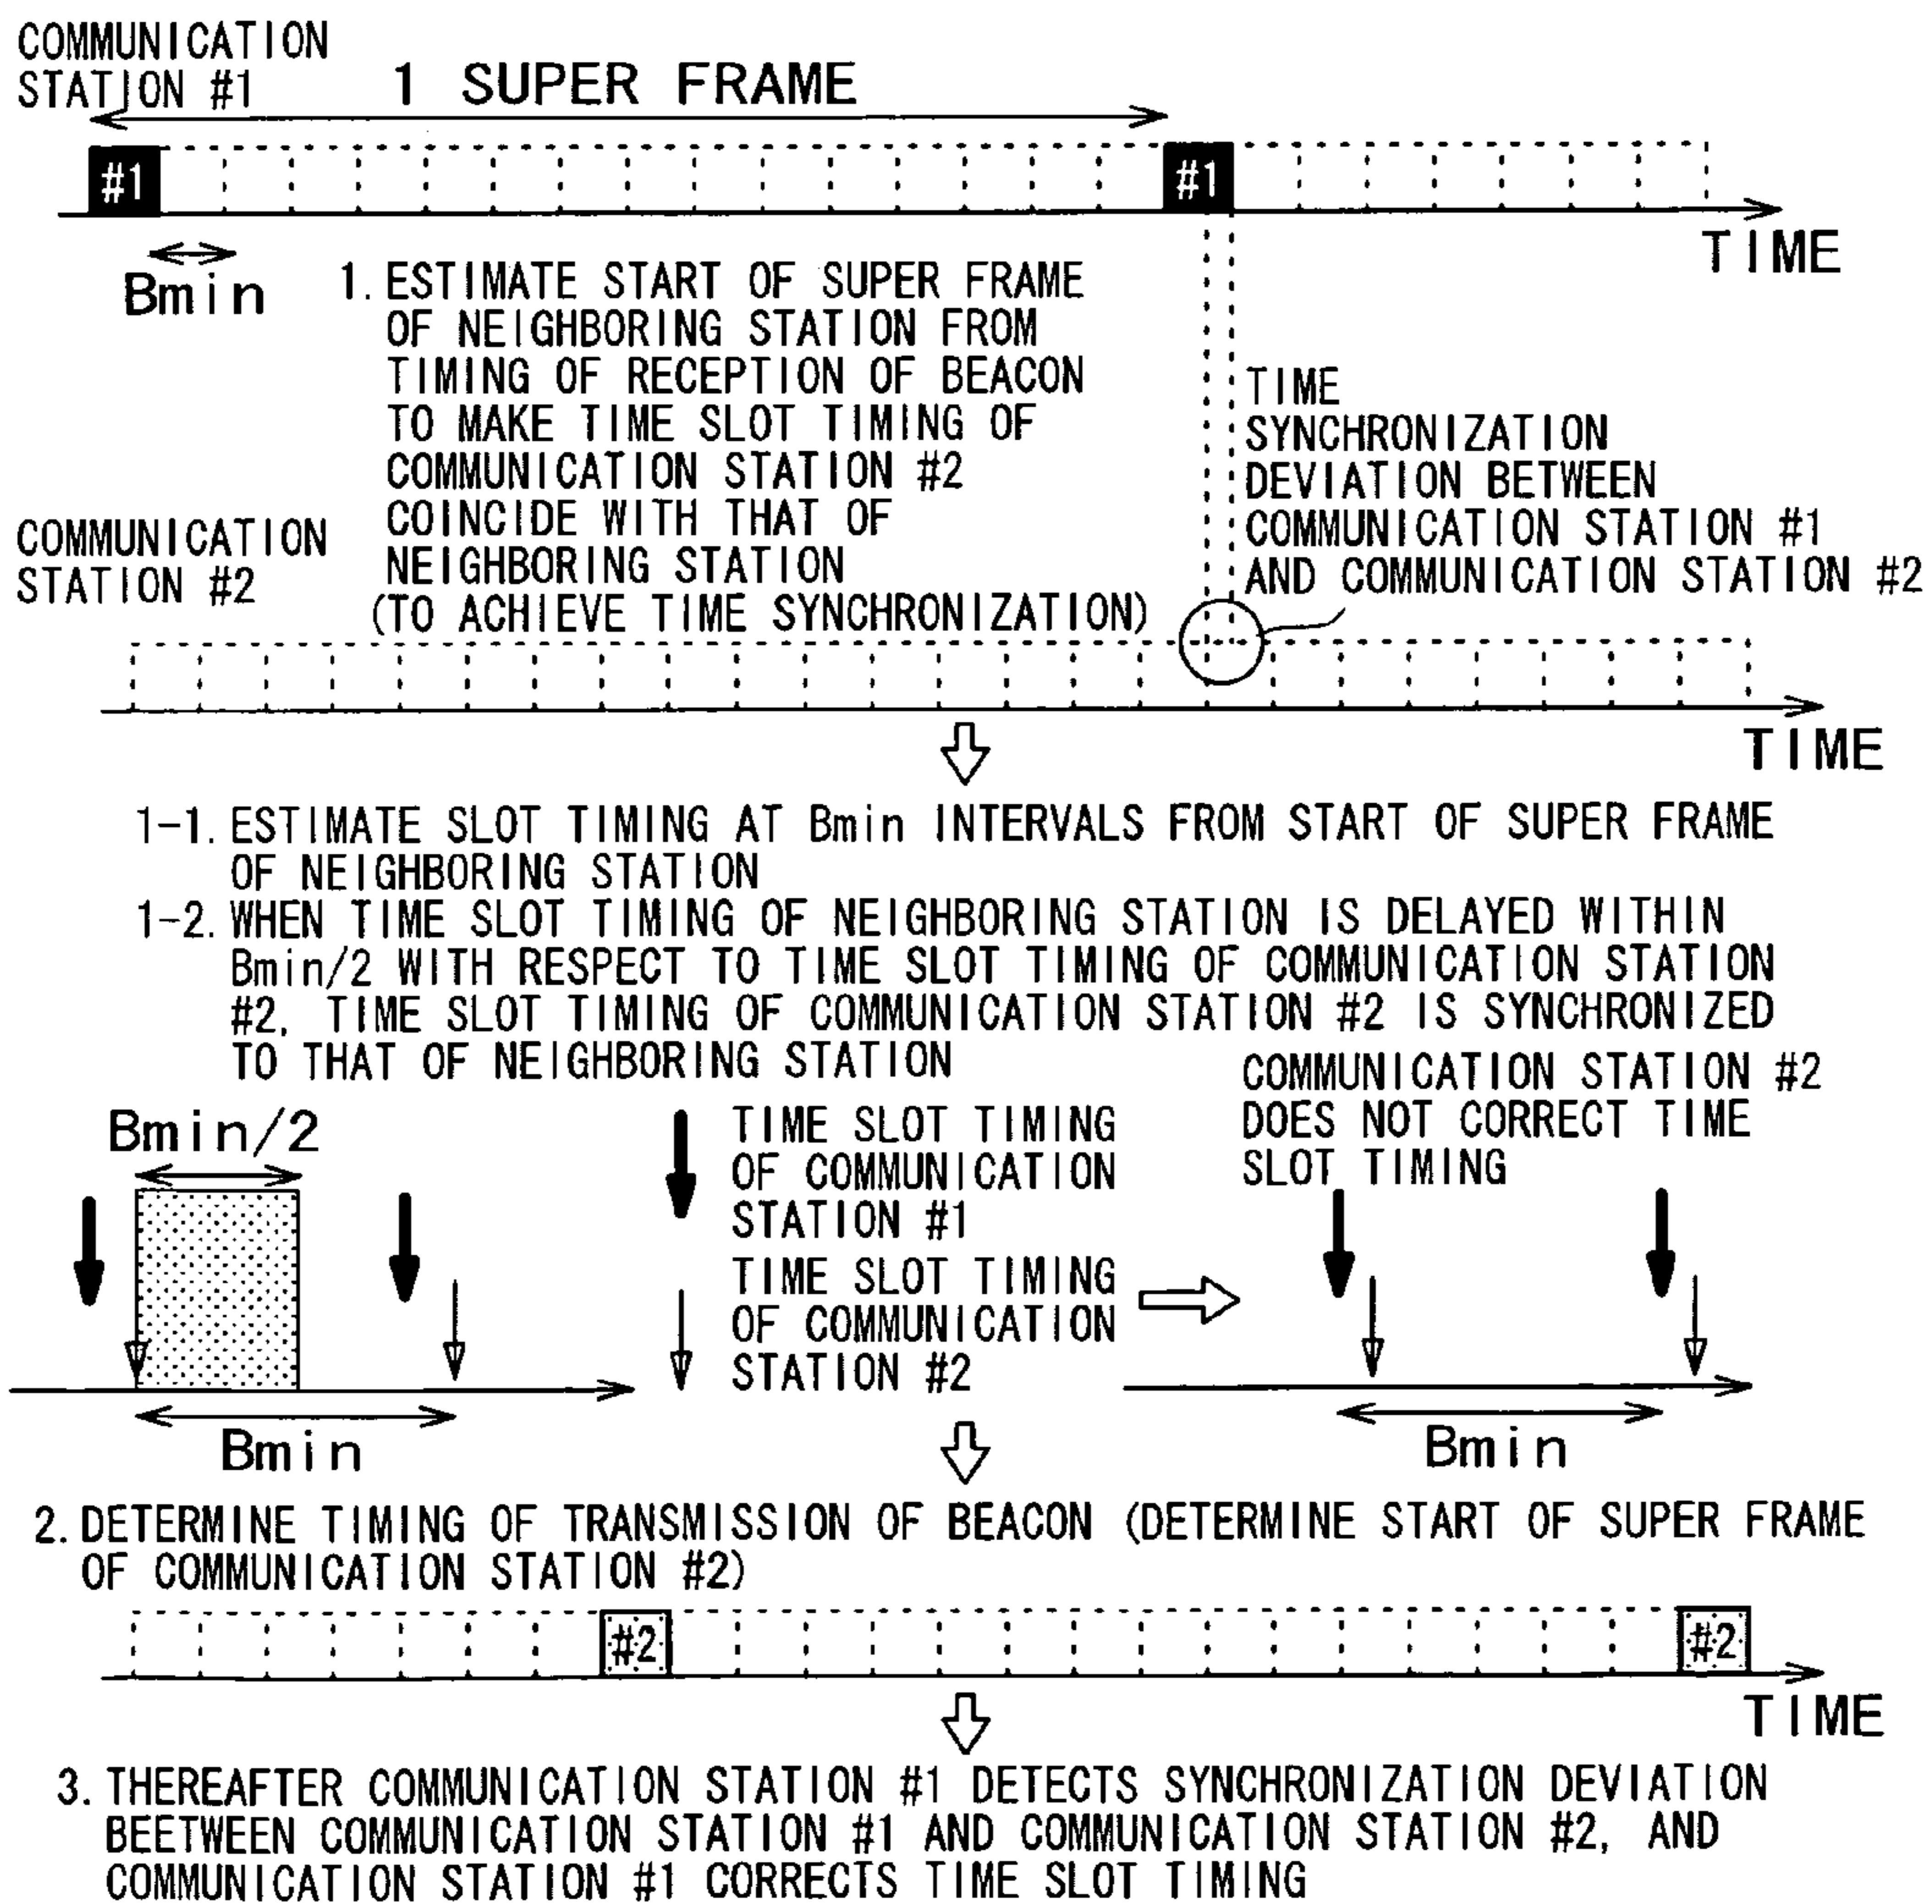 COMMUNICATION
STATION #1
1 SUPER FRAME
#1
#1
TIME
Bmin
1. ESTIMATE START OF SUPER FRAME
OF NEIGHBORING STATION FROM
TIMING OF RECEPTION OF BEACON
TO MAKE TIME SLOT TIMING OF
COMMUNICATION STATION #2
COINCIDE WITH THAT OF
NEIGHBORING STATION
(TO ACHIEVE TIME SYNCHRONIZATION)
TIME
SYNCHRONIZATION
DEVIATION BETWEEN
COMMUNICATION STATION #1
AND COMMUNICATION STATION #2
COMMUNICATION
STATION #2
TIME
1-1. ESTIMATE SLOT TIMING AT Bmin INTERVALS FROM START OF SUPER FRAME
OF NEIGHBORING STATION
1-2. WHEN TIME SLOT TIMING OF NEIGHBORING STATION IS DELAYED WITHIN
Bmin/2 WITH RESPECT TO TIME SLOT TIMING OF COMMUNICATION STATION
#2, TIME SLOT TIMING OF COMMUNICATION STATION #2 IS SYNCHRONIZED
TO THAT OF NEIGHBORING STATION
Bmin/2
Bmin
TIME SLOT TIMING
OF COMMUNICATION
STATION #1
TIME SLOT TIMING
OF COMMUNICATION
STATION #2
COMMUNICATION STATION #2
DOES NOT CORRECT TIME
SLOT TIMING
Bmin
2. DETERMINE TIMING OF TRANSMISSION OF BEACON (DETERMINE START OF SUPER FRAME
OF COMMUNICATION STATION #2)
#2
#2
TIME
3. THEREAFTER COMMUNICATION STATION #1 DETECTS SYNCHRONIZATION DEVIATION
BEETWEEN COMMUNICATION STATION #1 AND COMMUNICATION STATION #2, AND
COMMUNICATION STATION #1 CORRECTS TIME SLOT TIMING